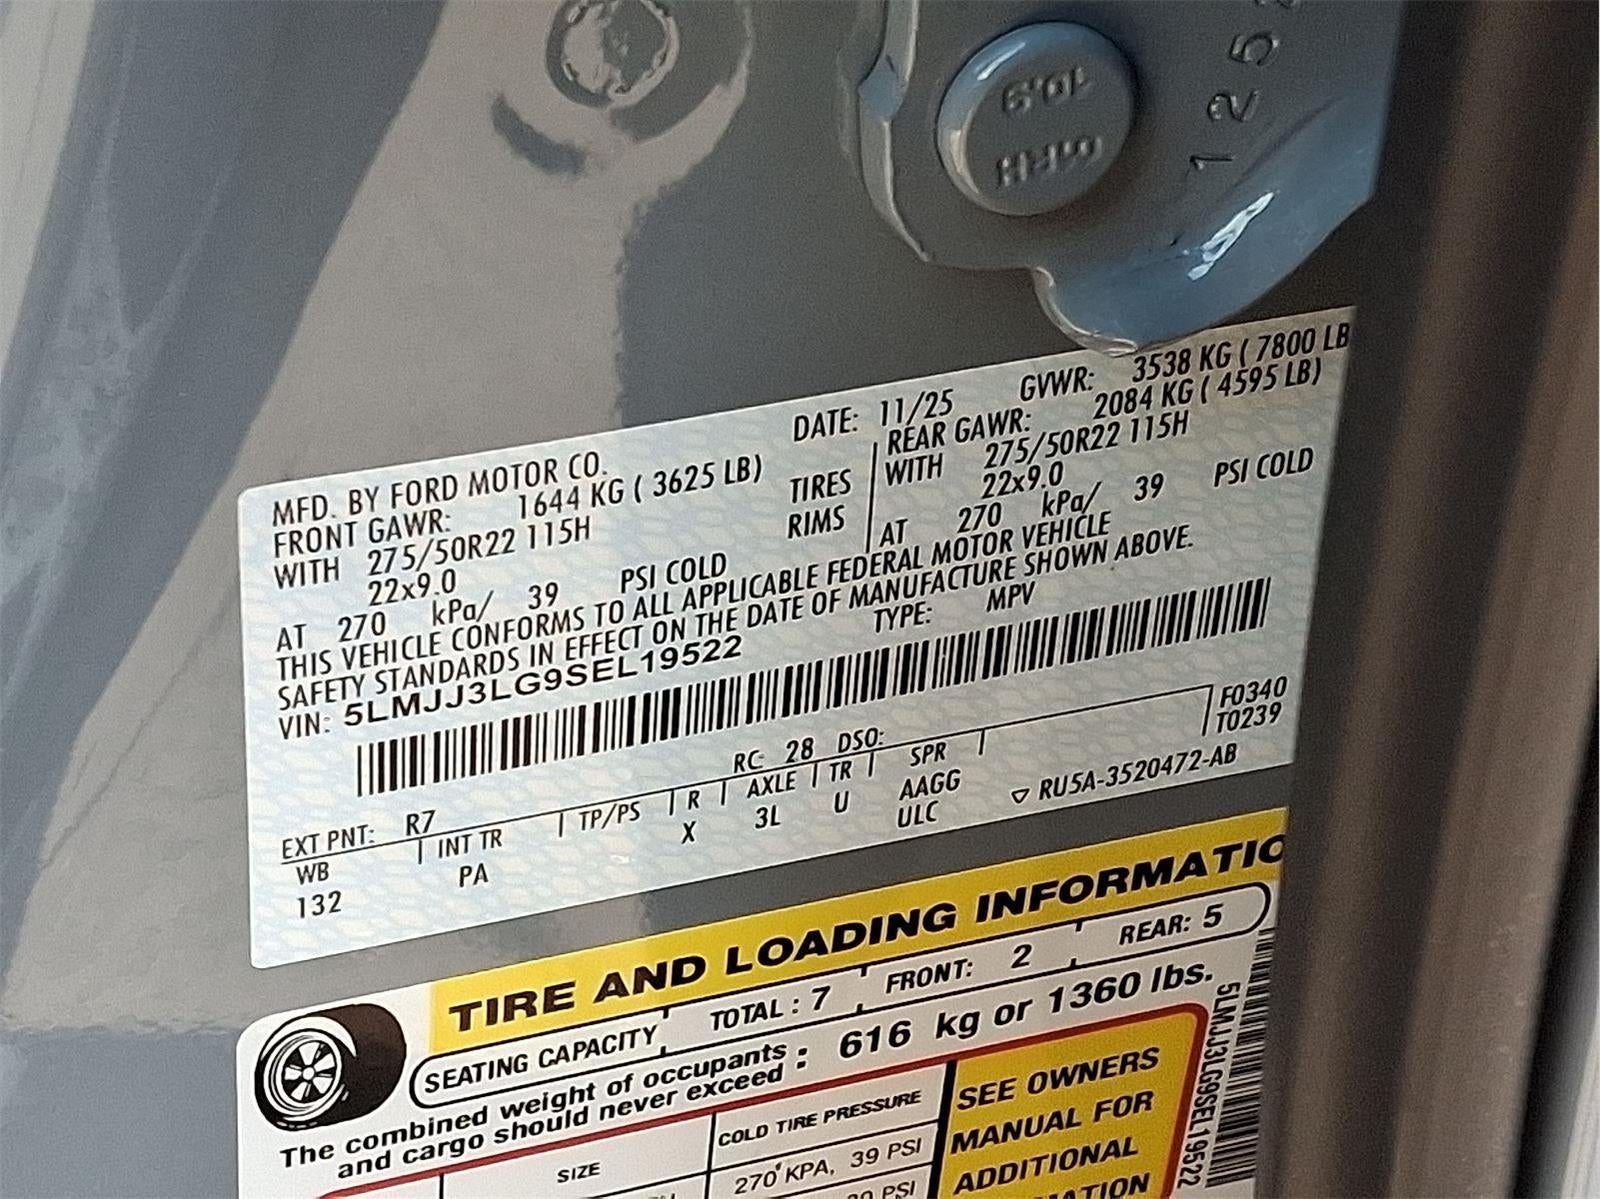 10.9
125
DATE: 11/25 GVWR: 3538 KG ( 7800 LB
MFD. BY FORD MOTOR CO.
FRONT GAWR: 1644 KG ( 3625 LB)
WITH 275/50R22 115H TIRES
22x9.0 RIMS
AT 270 kPa/ 39 PSI COLD
REAR GAWR: 2084 KG ( 4595 LB)
WITH 275/50R22 115H
22x9.0
AT 270 kPa/ 39 PSI COLD
THIS VEHICLE CONFORMS TO ALL APPLICABLE FEDERAL MOTOR VEHICLE
SAFETY STANDARDS IN EFFECT ON THE DATE OF MANUFACTURE SHOWN ABOVE.
VIN: 5LMJJ3LG9SEL19522 TYPE: MPV
F0340
T0239
EXT PNT: R7 RC: 28 DSO:
WB INT TR TP/PS R AXLE TR SPR
132 PA X 3L U AAGG
ULC
RU5A-3520472-AB
TIRE AND LOADING INFORMATIO
SEATING CAPACITY TOTAL : 7 FRONT: 2 REAR: 5
The combined weight of occupants
and cargo should never exceed : 616 kg or 1360 lbs.
SIZE COLD TIRE PRESSURE
270 KPA, 39 PSI
PSI
SEE OWNERS
MANUAL FOR
ADDITIONAL
MATION
5LMJJ3LG9SEL19522